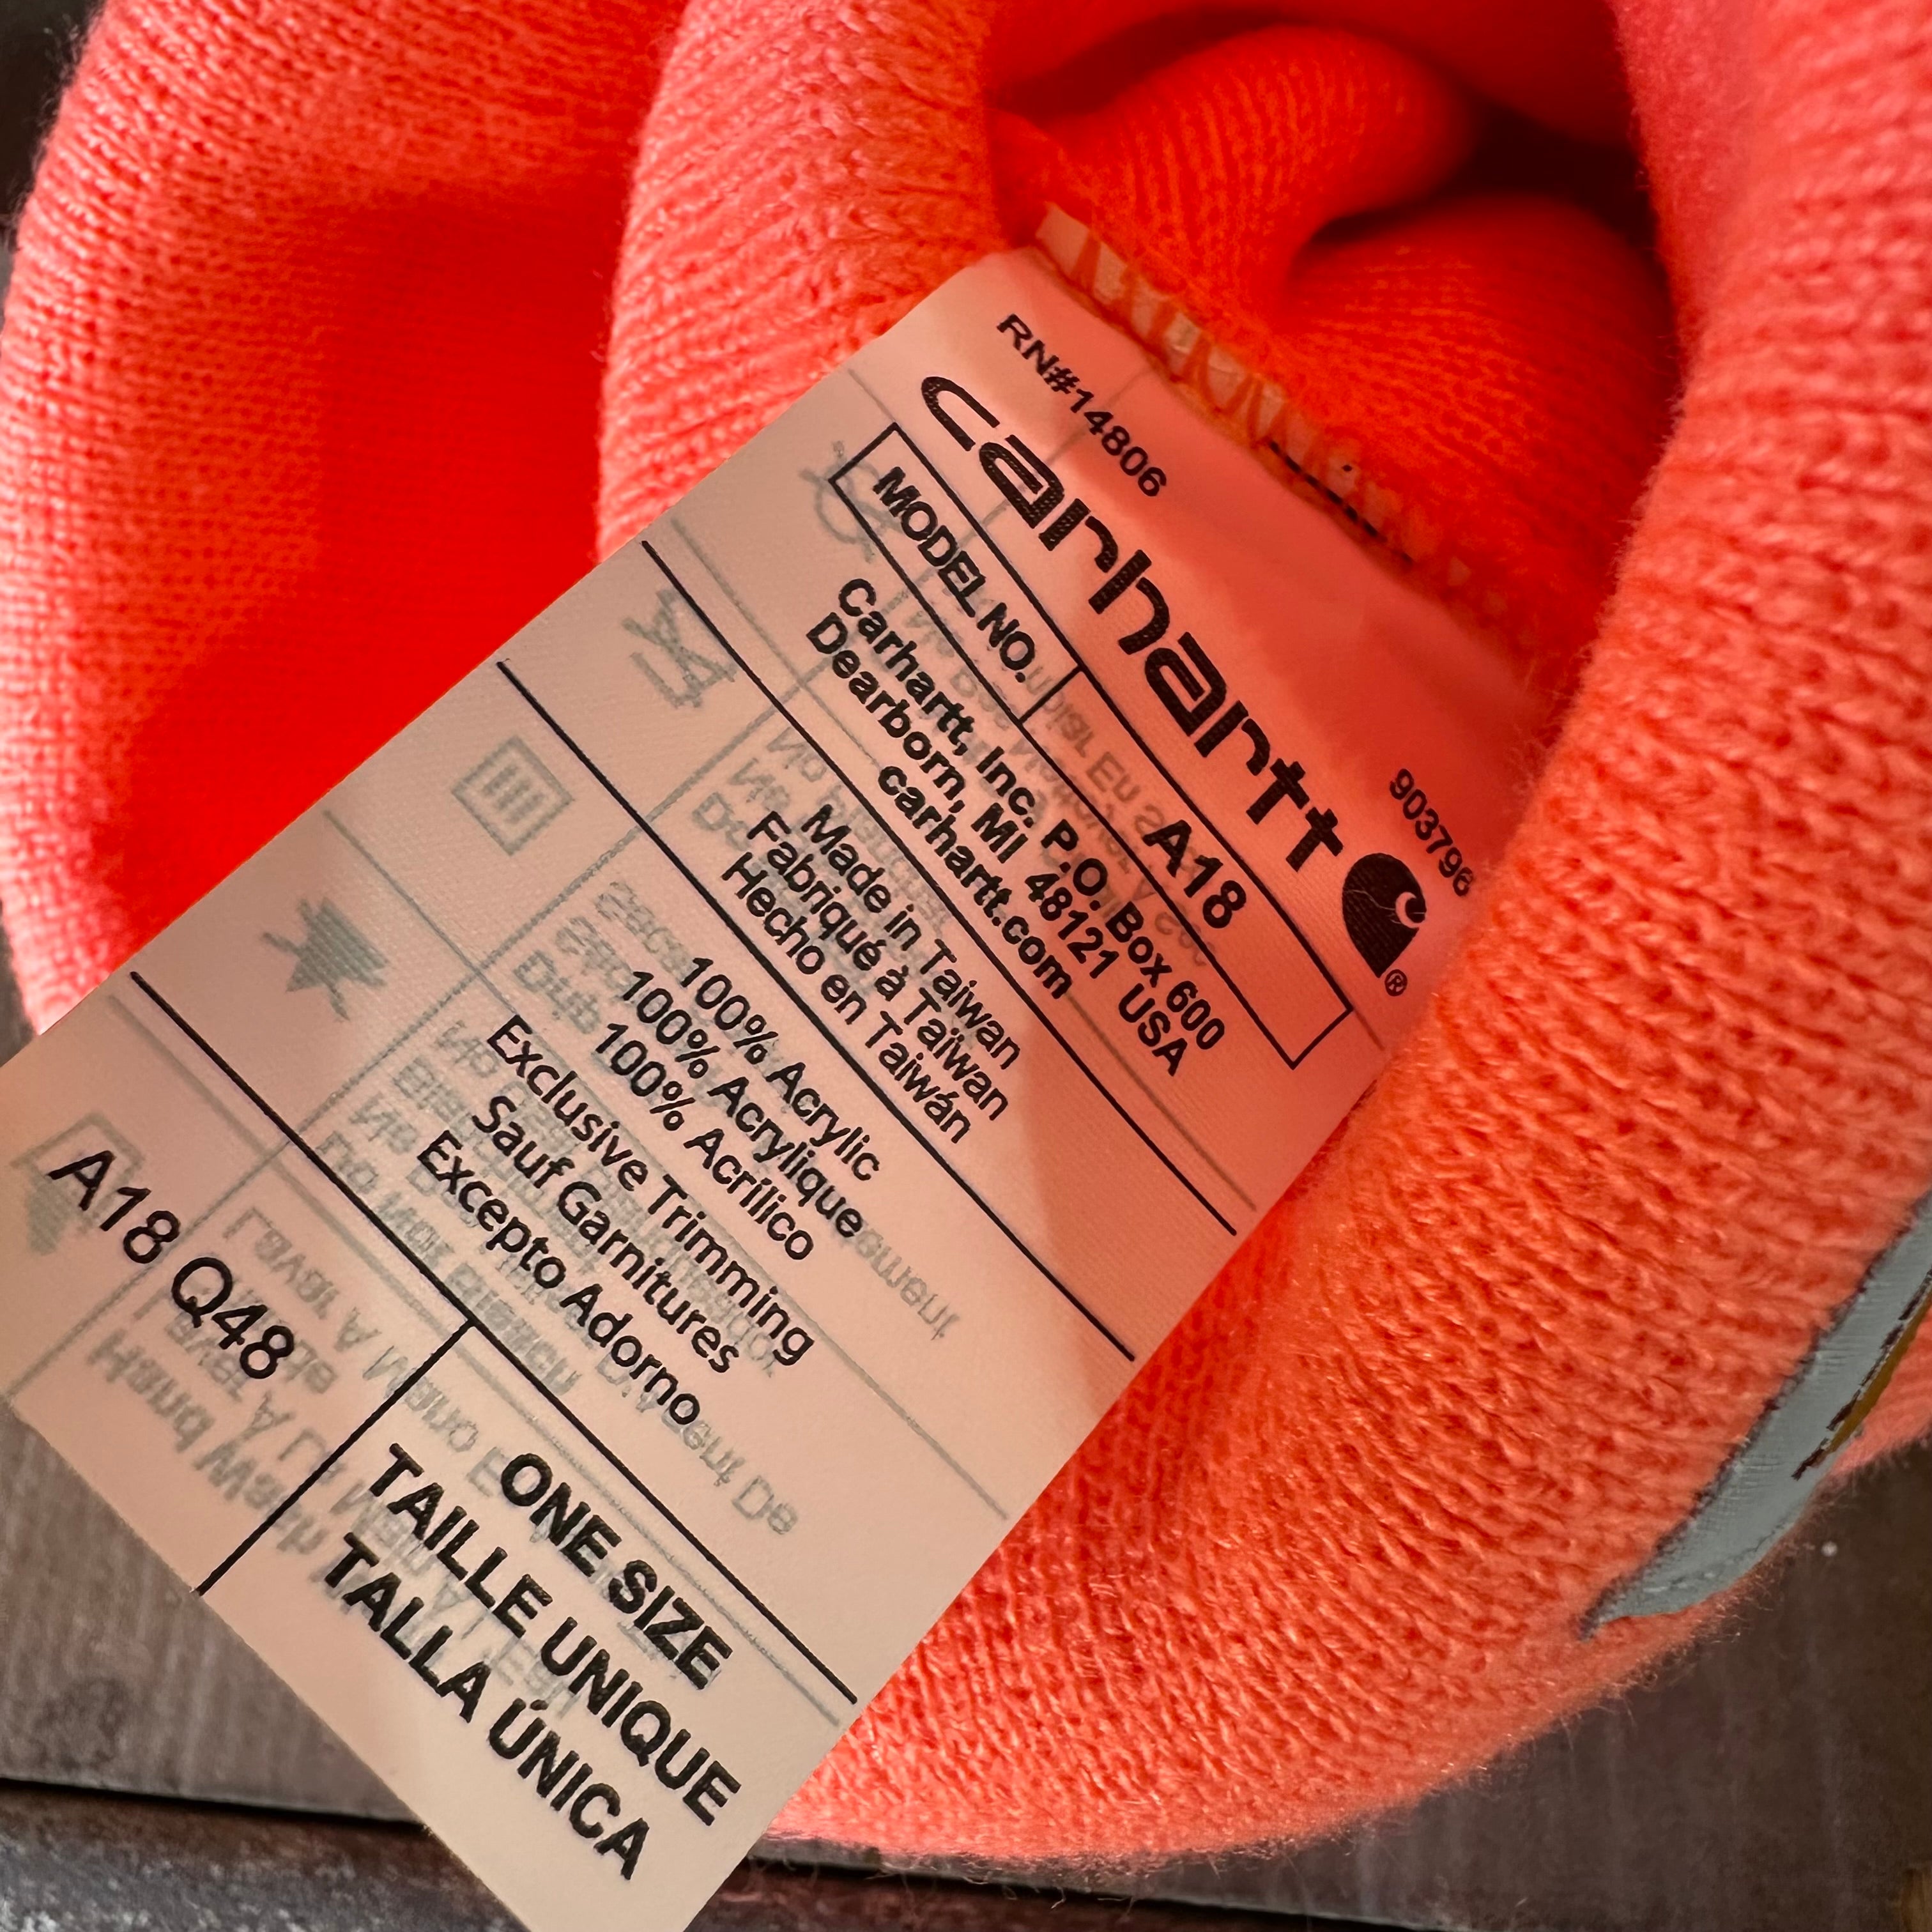 RN#14806 903796
carhartt ®
MODEL NO. A18
Carhartt, Inc. P.O. Box 600
Dearborn, MI 48121 USA
carhartt.com
Made in Taiwan
Fabriqué à Taiwan
Hecho en Taiwán
100% Acrylic
100% Acrylique
100% Acrílico
Exclusive Trimming
Sauf Garnitures
Excepto Adorno
A18 Q48
ONE SIZE
TAILLE UNIQUE
TALLA ÚNICA